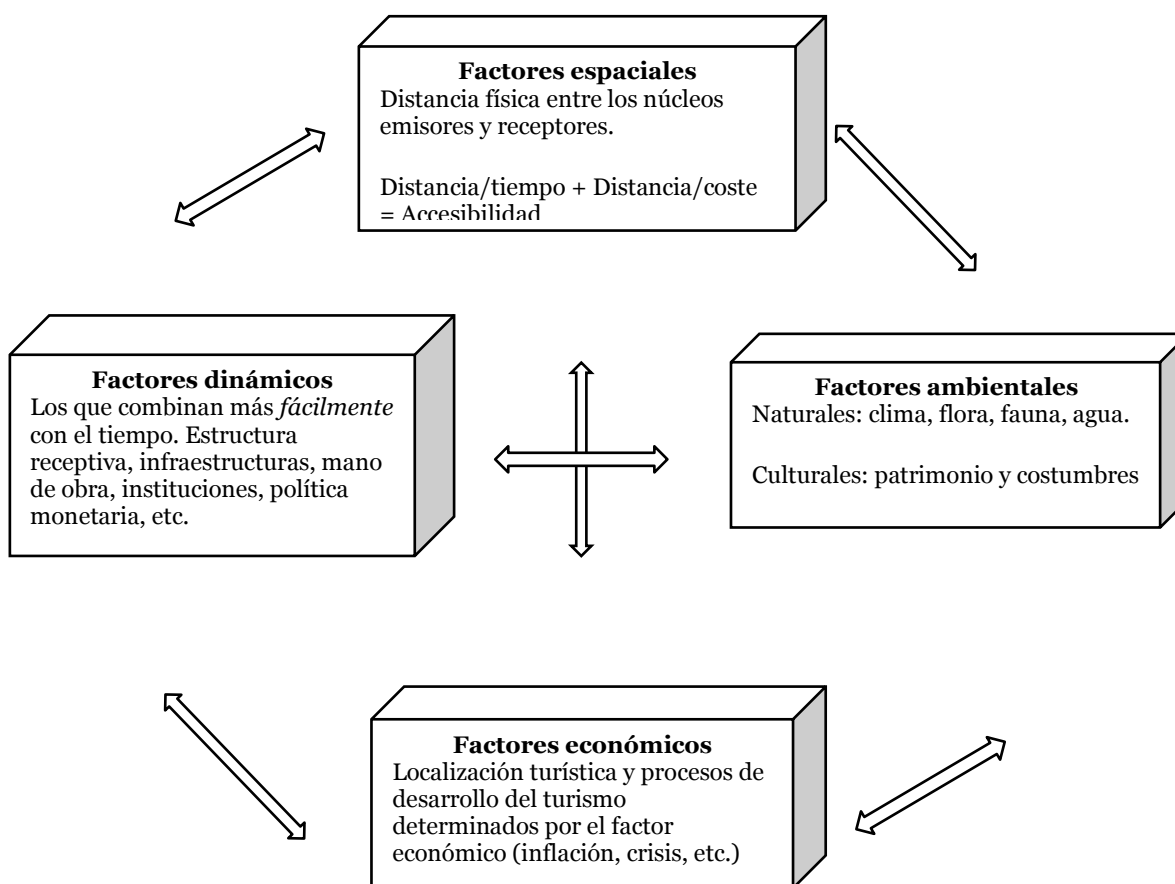 Factores espaciales
Distancia física entre los núcleos
emisores y receptores.
Distancia/tiempo + Distancia/coste
= Accesibilidad
Factores dinámicos
Los que combinan más fácilmente
con el tiempo. Estructura
receptiva, infraestructuras, mano
de obra, instituciones, política
monetaria, etc.
Factores ambientales
Naturales: clima, flora, fauna, agua.
Culturales: patrimonio y costumbres
Factores económicos
Localización turística y procesos de
desarrollo del turismo
determinados por el factor
económico (inflación, crisis, etc.)